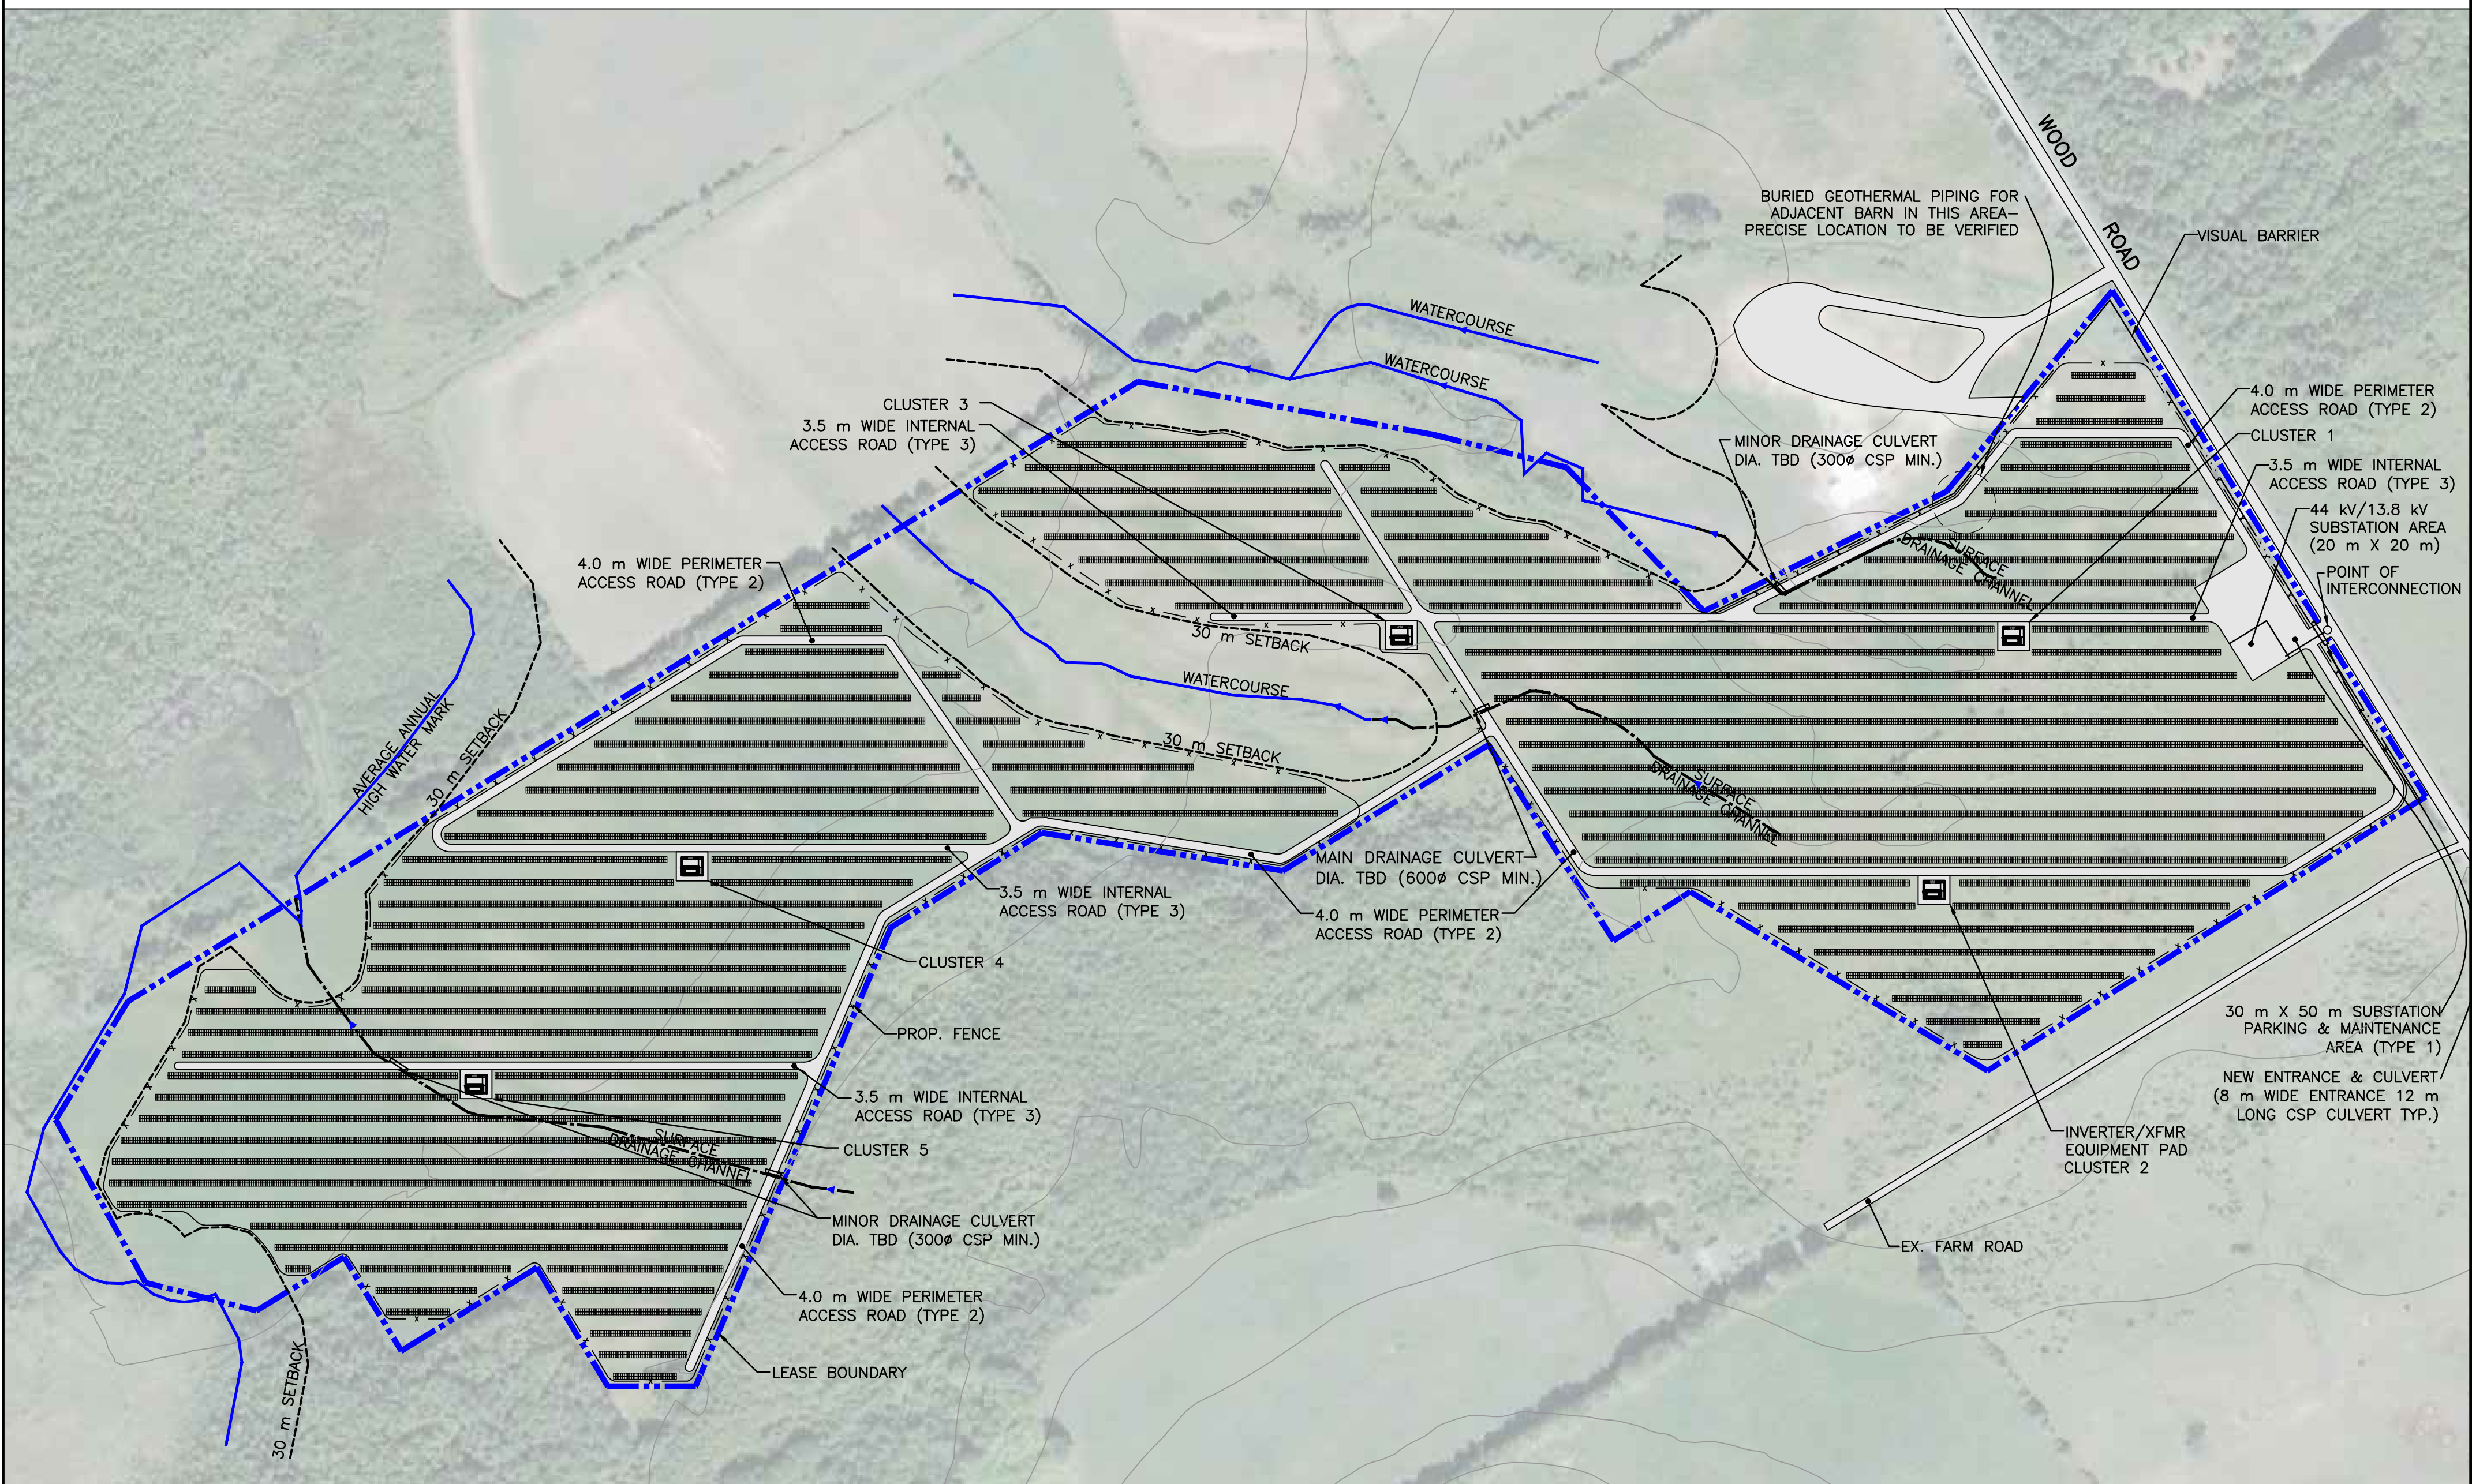 WOOD
ROAD
BURIED GEOTHERMAL PIPING FOR
ADJACENT BARN IN THIS AREA–
PRECISE LOCATION TO BE VERIFIED
VISUAL BARRIER
WATERCOURSE
WATERCOURSE
CLUSTER 3
3.5 m WIDE INTERNAL
ACCESS ROAD (TYPE 3)
4.0 m WIDE PERIMETER
ACCESS ROAD (TYPE 2)
CLUSTER 1
3.5 m WIDE INTERNAL
ACCESS ROAD (TYPE 3)
44 kV/13.8 kV
SUBSTATION AREA
(20 m X 20 m)
POINT OF
INTERCONNECTION
MINOR DRAINAGE CULVERT
DIA. TBD (300ø CSP MIN.)
SURFACE
DRAINAGE CHANNEL
4.0 m WIDE PERIMETER
ACCESS ROAD (TYPE 2)
30 m SETBACK
WATERCOURSE
30 m SETBACK
AVERAGE ANNUAL
HIGH WATER MARK
30 m SETBACK
SURFACE
DRAINAGE CHANNEL
MAIN DRAINAGE CULVERT
DIA. TBD (600ø CSP MIN.)
3.5 m WIDE INTERNAL
ACCESS ROAD (TYPE 3)
4.0 m WIDE PERIMETER
ACCESS ROAD (TYPE 2)
CLUSTER 4
PROP. FENCE
30 m X 50 m SUBSTATION
PARKING & MAINTENANCE
AREA (TYPE 1)
NEW ENTRANCE & CULVERT
(8 m WIDE ENTRANCE 12 m
LONG CSP CULVERT TYP.)
3.5 m WIDE INTERNAL
ACCESS ROAD (TYPE 3)
INVERTER/XFMR
EQUIPMENT PAD
CLUSTER 2
SURFACE
DRAINAGE CHANNEL
CLUSTER 5
MINOR DRAINAGE CULVERT
DIA. TBD (300ø CSP MIN.)
EX. FARM ROAD
4.0 m WIDE PERIMETER
ACCESS ROAD (TYPE 2)
LEASE BOUNDARY
30 m SETBACK